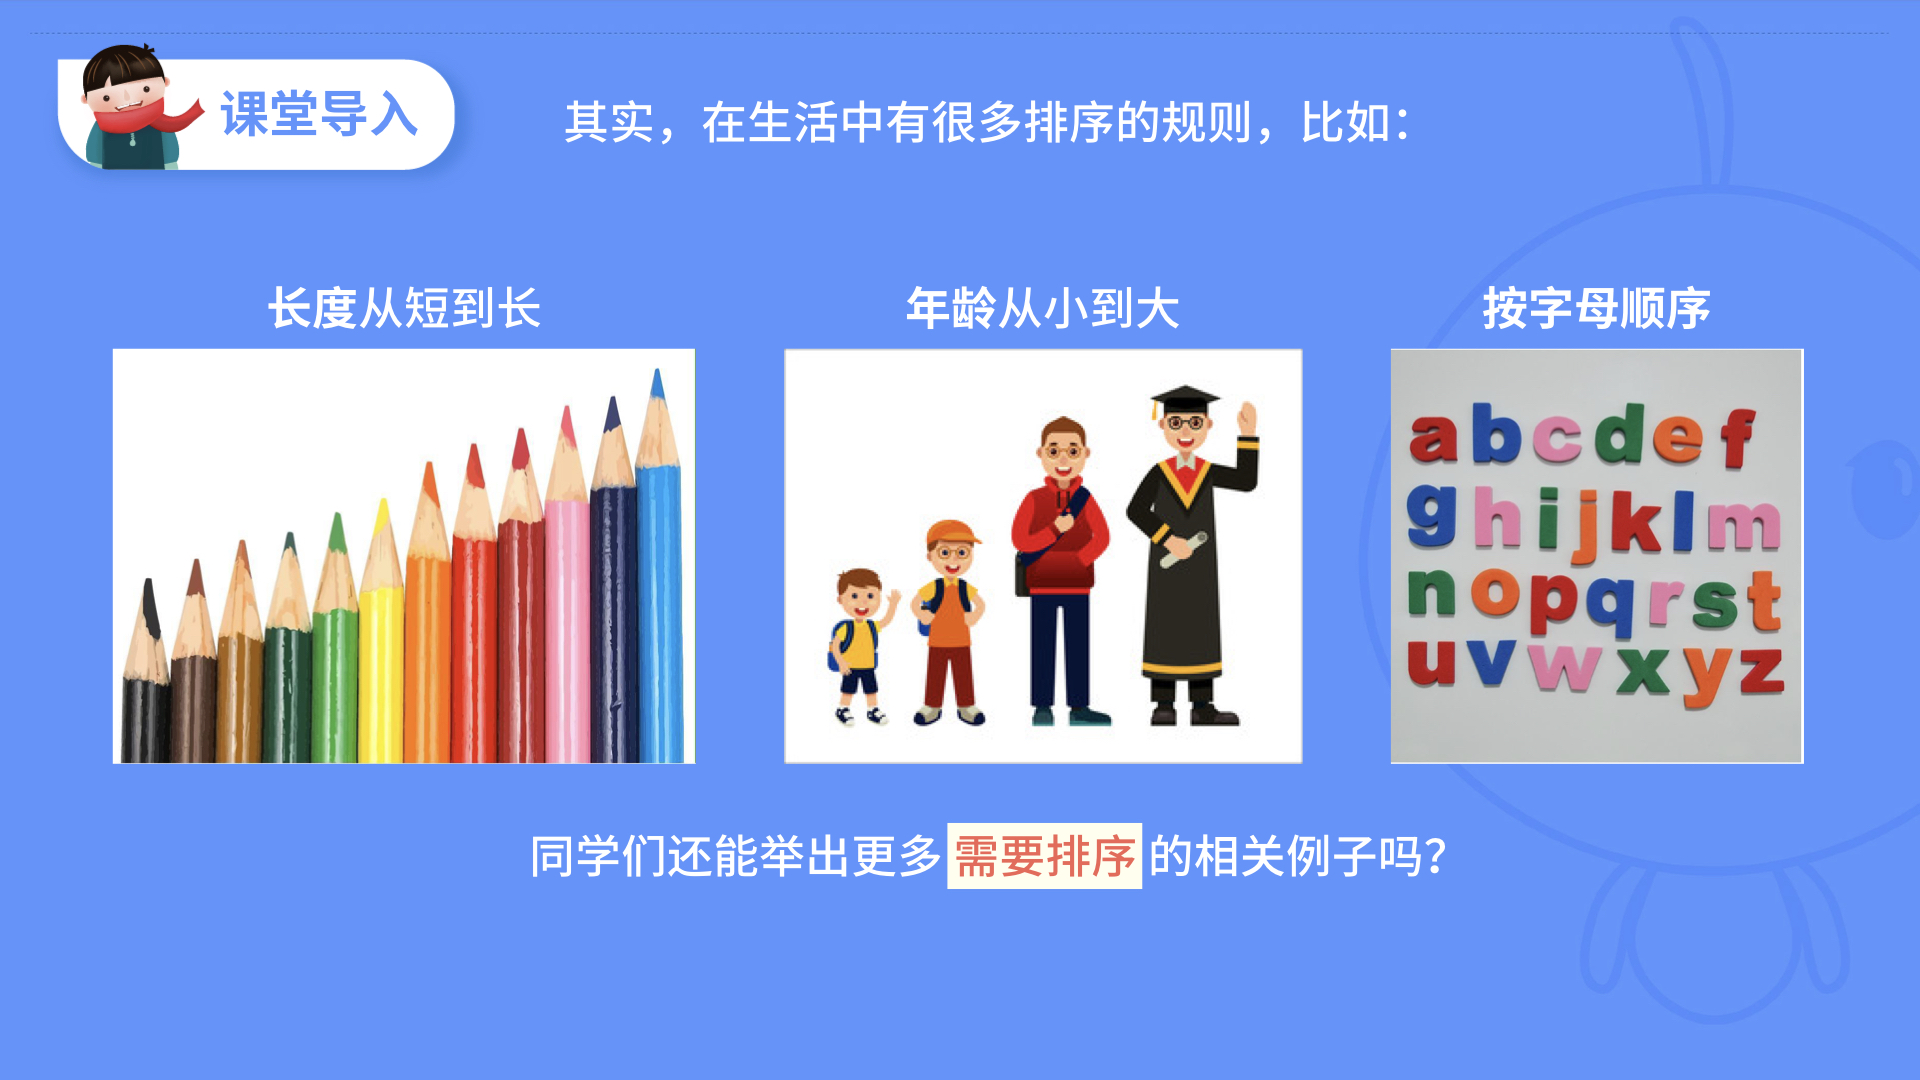 课堂导入
其实，在生活中有很多排序的规则，比如：
长度从短到长
年龄从小到大
按字母顺序
abcdef
ghijklm
nopqrst
uvwxyz
同学们还能举出更多需要排序的相关例子吗？